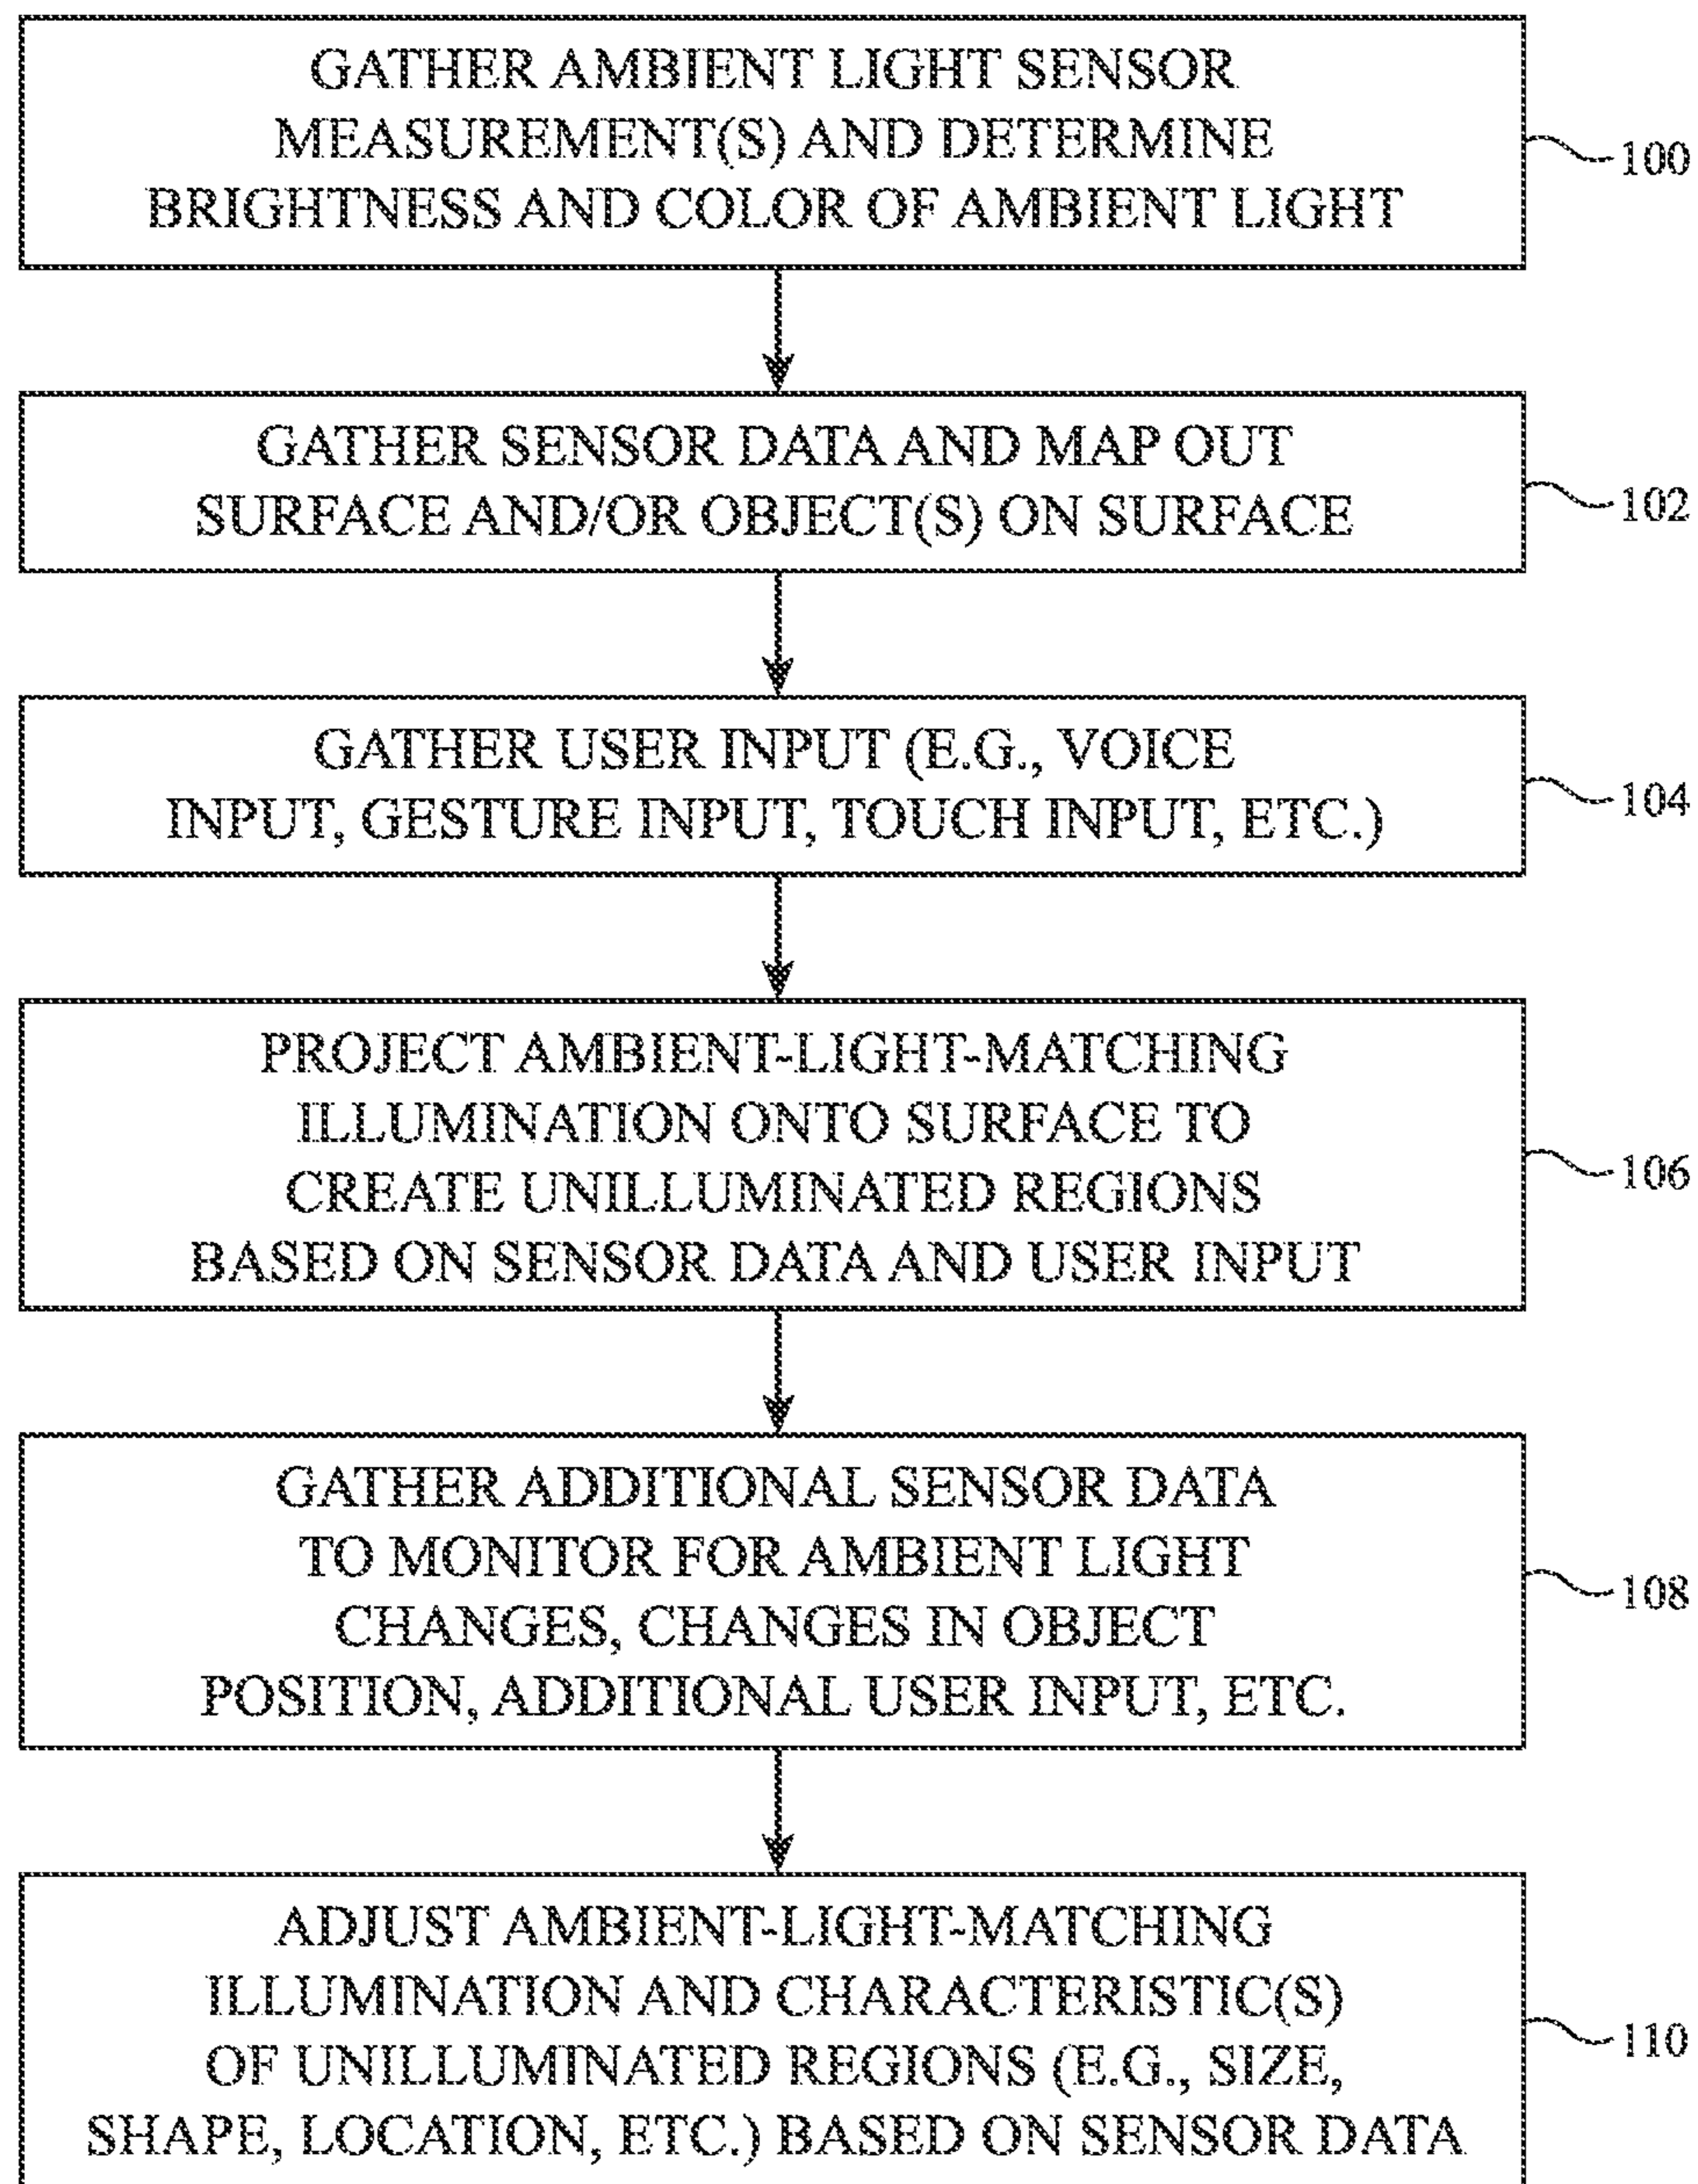 GATHER AMBIENT LIGHT SENSOR
MEASUREMENT(S) AND DETERMINE
BRIGHTNESS AND COLOR OF AMBIENT LIGHT
100
GATHER SENSOR DATA AND MAP OUT
SURFACE AND/OR OBJECT(S) ON SURFACE
102
GATHER USER INPUT (E.G., VOICE
INPUT, GESTURE INPUT, TOUCH INPUT, ETC.)
104
PROJECT AMBIENT-LIGHT-MATCHING
ILLUMINATION ONTO SURFACE TO
CREATE UNILLUMINATED REGIONS
BASED ON SENSOR DATA AND USER INPUT
106
GATHER ADDITIONAL SENSOR DATA
TO MONITOR FOR AMBIENT LIGHT
CHANGES, CHANGES IN OBJECT
POSITION, ADDITIONAL USER INPUT, ETC.
108
ADJUST AMBIENT-LIGHT-MATCHING
ILLUMINATION AND CHARACTERISTIC(S)
OF UNILLUMINATED REGIONS (E.G., SIZE,
SHAPE, LOCATION, ETC.) BASED ON SENSOR DATA
110